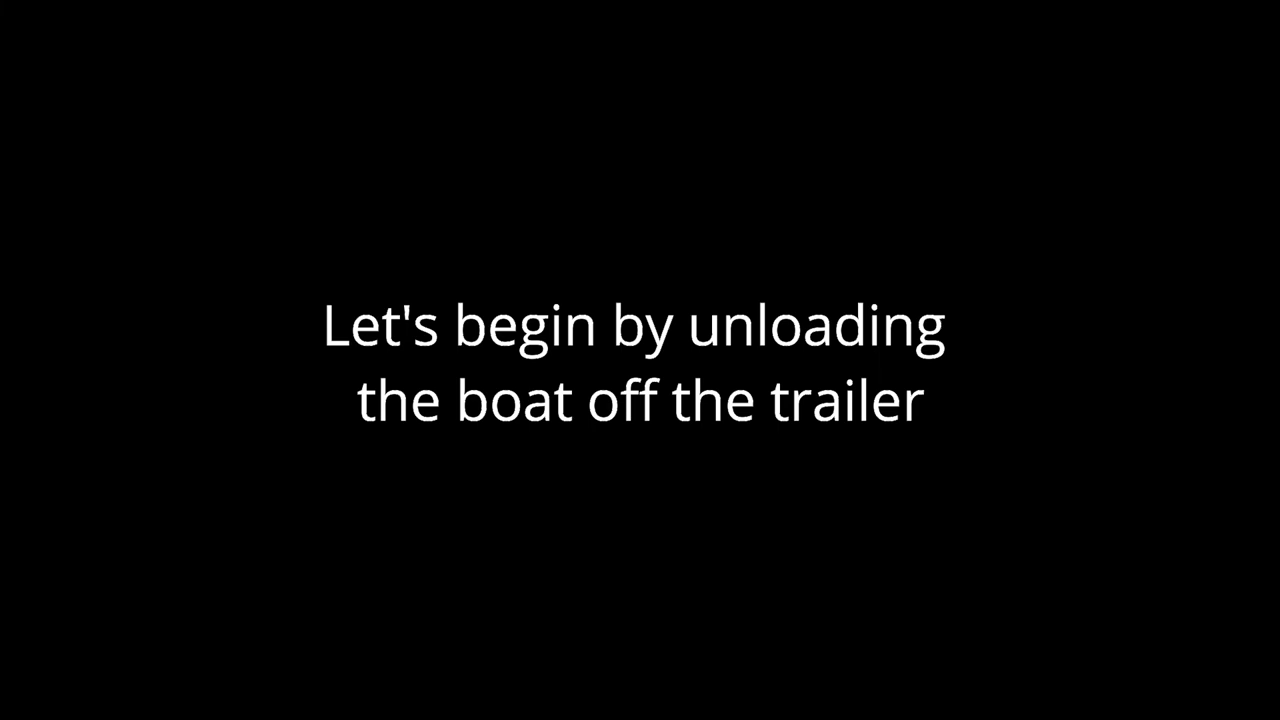 Let's begin by unloading
the boat off the trailer